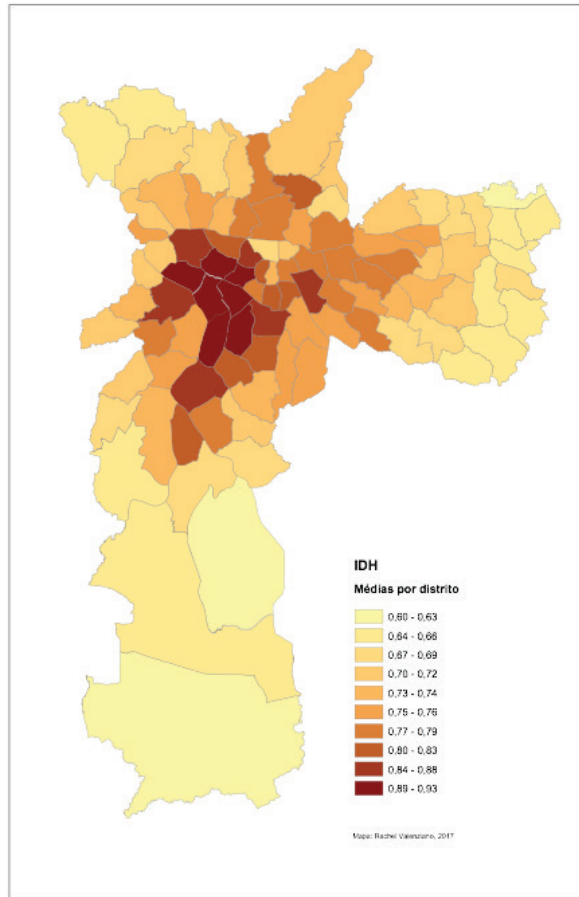 IDH
Médias por distrito
0,60 - 0,63
0,64 - 0,66
0,67 - 0,69
0,70 - 0,72
0,73 - 0,74
0,75 - 0,76
0,77 - 0,79
0,80 - 0,83
0,84 - 0,88
0,89 - 0,93
Mapa: Rachel Valenziano, 2017